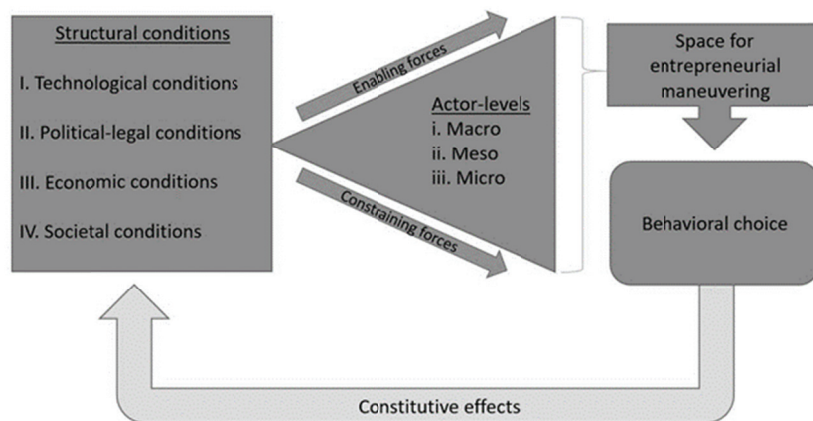 Structural conditions
I. Technological conditions
II. Political-legal conditions
III. Economic conditions
IV. Societal conditions
Enabling forces
Constraining forces
Actor-levels
i. Macro
ii. Meso
iii. Micro
Space for
entrepreneurial
maneuvering
Behavioral choice
Constitutive effects